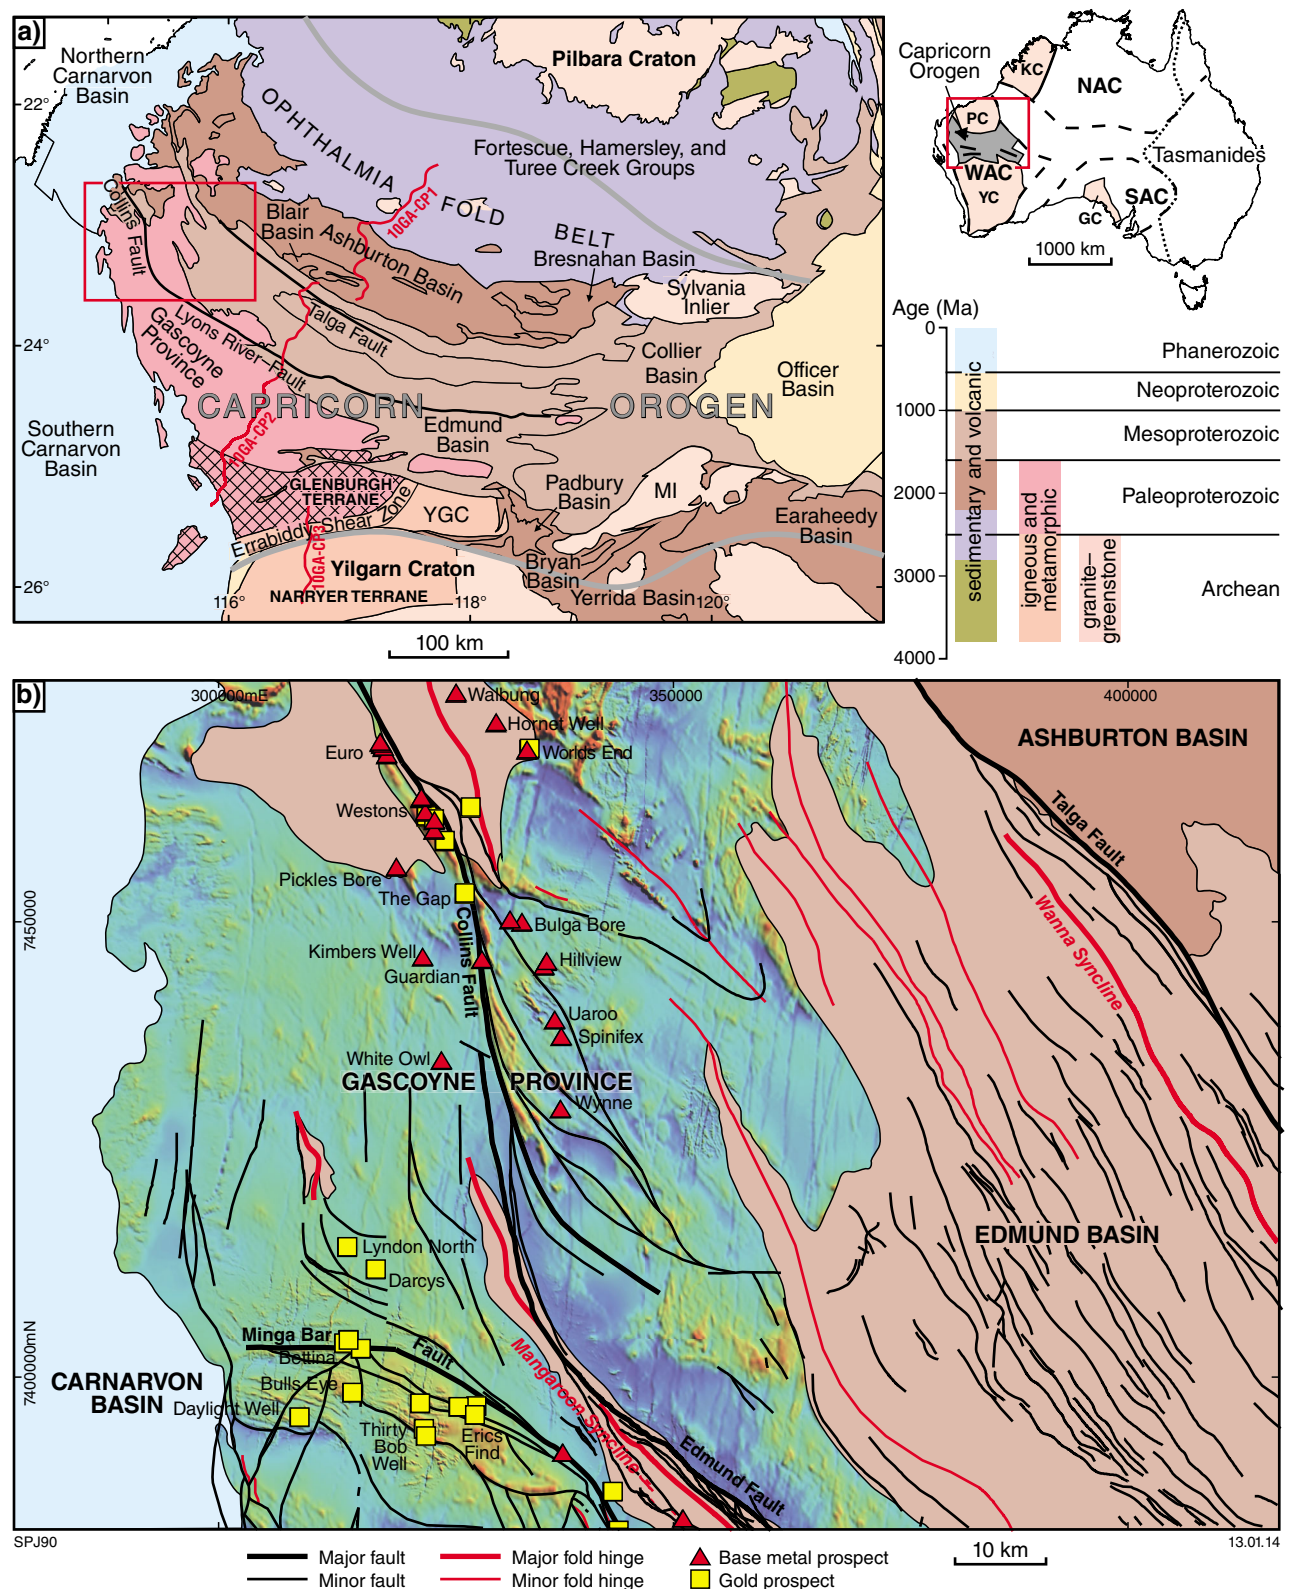 a)
Northern
Carnarvon
Basin
22°
24°
26°
Pilbara Craton
OPHTHALMIA
FOLD
BELT
Fortescue, Hamersley, and
Turee Creek Groups
10GA-CP1
Collins Fault
Blair
Basin
Ashburton Basin
Bresnahan Basin
Sylvania
Inlier
Talga Fault
Lyons River Fault
Gascoyne
Province
Collier
Basin
Officer
Basin
CAPRICORN
OROGEN
10GA-CP2
Southern
Carnarvon
Basin
Edmund
Basin
GLENBURGH
TERRANE
Padbury
Basin
MI
YGC
Errabiddy Shear Zone
Earaheedy
Basin
10GA-CP3
Yilgarn Craton
Bryah
Basin
NARRYER TERRANE
Yerrida Basin
116°
118°
120°
100 km
Capricorn
Orogen
KC
NAC
PC
WAC
YC
Tasmanides
SAC
GC
1000 km
Age (Ma)
0
1000
2000
3000
4000
Phanerozoic
Neoproterozoic
Mesoproterozoic
Paleoproterozoic
Archean
sedimentary and volcanic
igneous and
metamorphic
granite–
greenstone
b)
300000mE
350000
400000
7450000
7400000mN
Walbung
Hornet Well
Worlds End
Euro
Westons
Pickles Bore
The Gap
Collins Fault
Bulga Bore
Kimbers Well
Guardian
Hillview
Uaroo
Spinifex
White Owl
GASCOYNE
PROVINCE
Wynne
ASHBURTON BASIN
Talga Fault
Wanna Syncline
EDMUND BASIN
Lyndon North
Darcys
Minga Bar
Fault
Bettina
Bulls Eye
Daylight Well
CARNARVON
BASIN
Thirty
Bob
Well
Erics
Find
Mangaroon Syncline
Edmund Fault
SPJ90
13.01.14
Major fault
Minor fault
Major fold hinge
Minor fold hinge
Base metal prospect
Gold prospect
10 km